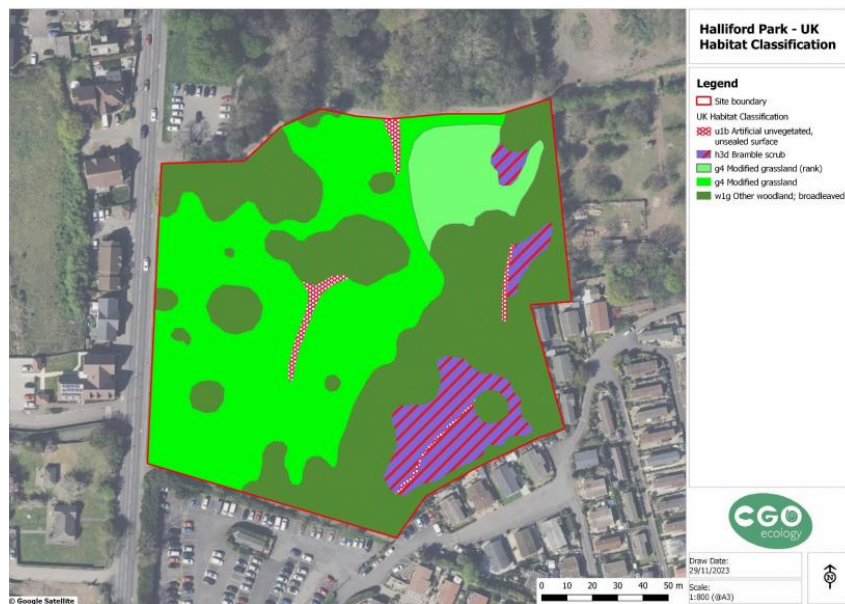 Halliford Park - UK
Habitat Classification
Legend
Site boundary
UK Habitat Classification
u1b Artificial unvegetated,
unsealed surface
h3d Bramble scrub
g4 Modified grassland (rank)
g4 Modified grassland
w1g Other woodland; broadleaved
CGO
ecology
Draw Date:
29/11/2023
Scale:
1:800 (@A3)
N
0 10 20 30 40 50 m
© Google Satellite